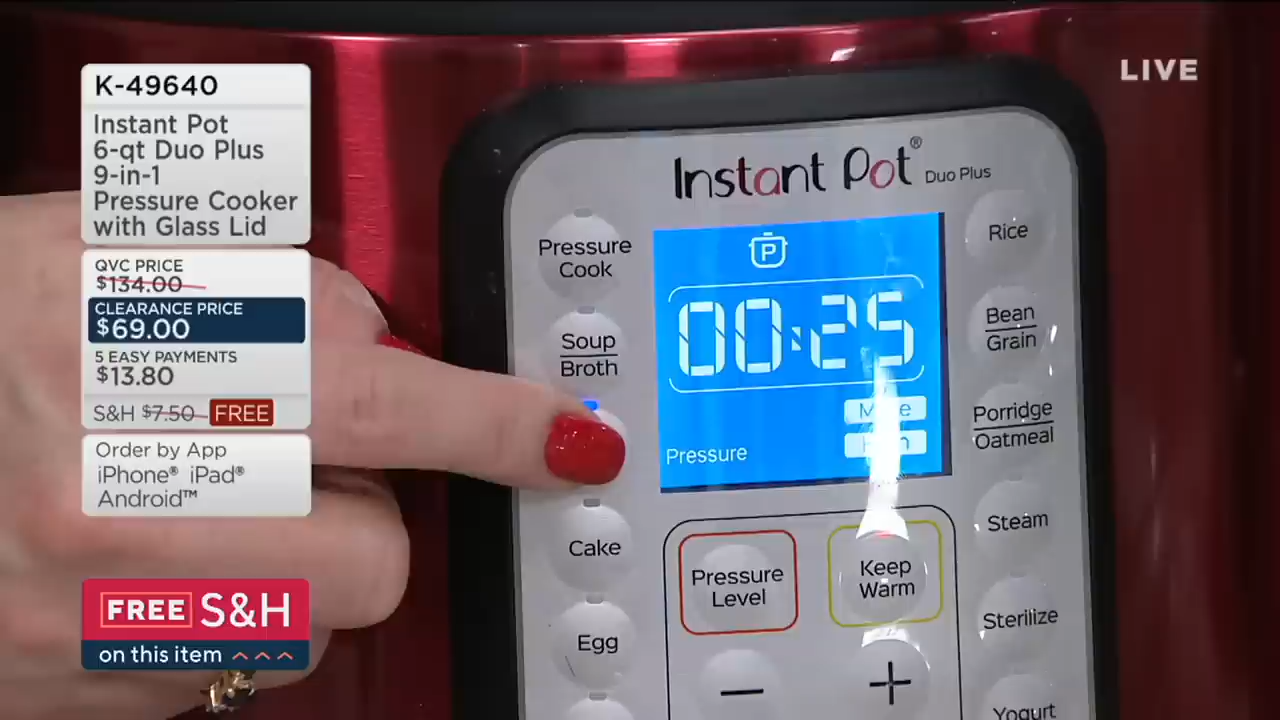 K-49640
Instant Pot
6-qt Duo Plus
9-in-1
Pressure Cooker
with Glass Lid
QVC PRICE
$134.00
CLEARANCE PRICE
$69.00
5 EASY PAYMENTS
$13.80
S&H $7.50 FREE
Order by App
iPhone® iPad®
Android™
FREE S&H
on this item
LIVE
Instant Pot® Duo Plus
P
00:25
Pressure
Pressure
Cook
Soup
Broth
Cake
Egg
Pressure
Level
Keep
Warm
— +
Rice
Bean
Grain
Porridge
Oatmeal
Steam
Sterilize
Yogurt